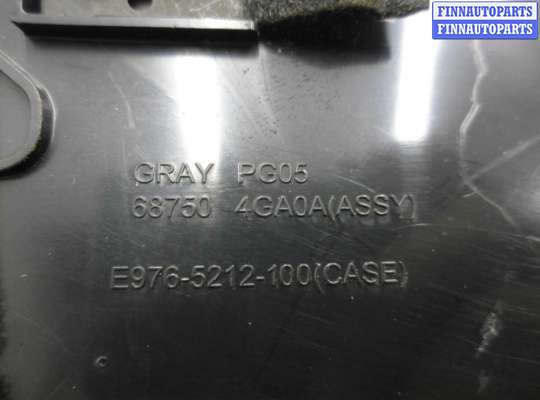 FINNAUTOPARTS
FINNAUTOPARTS
GRAY PG05
68750 4GA0A(ASSY)
E976-5212-100(CASE)